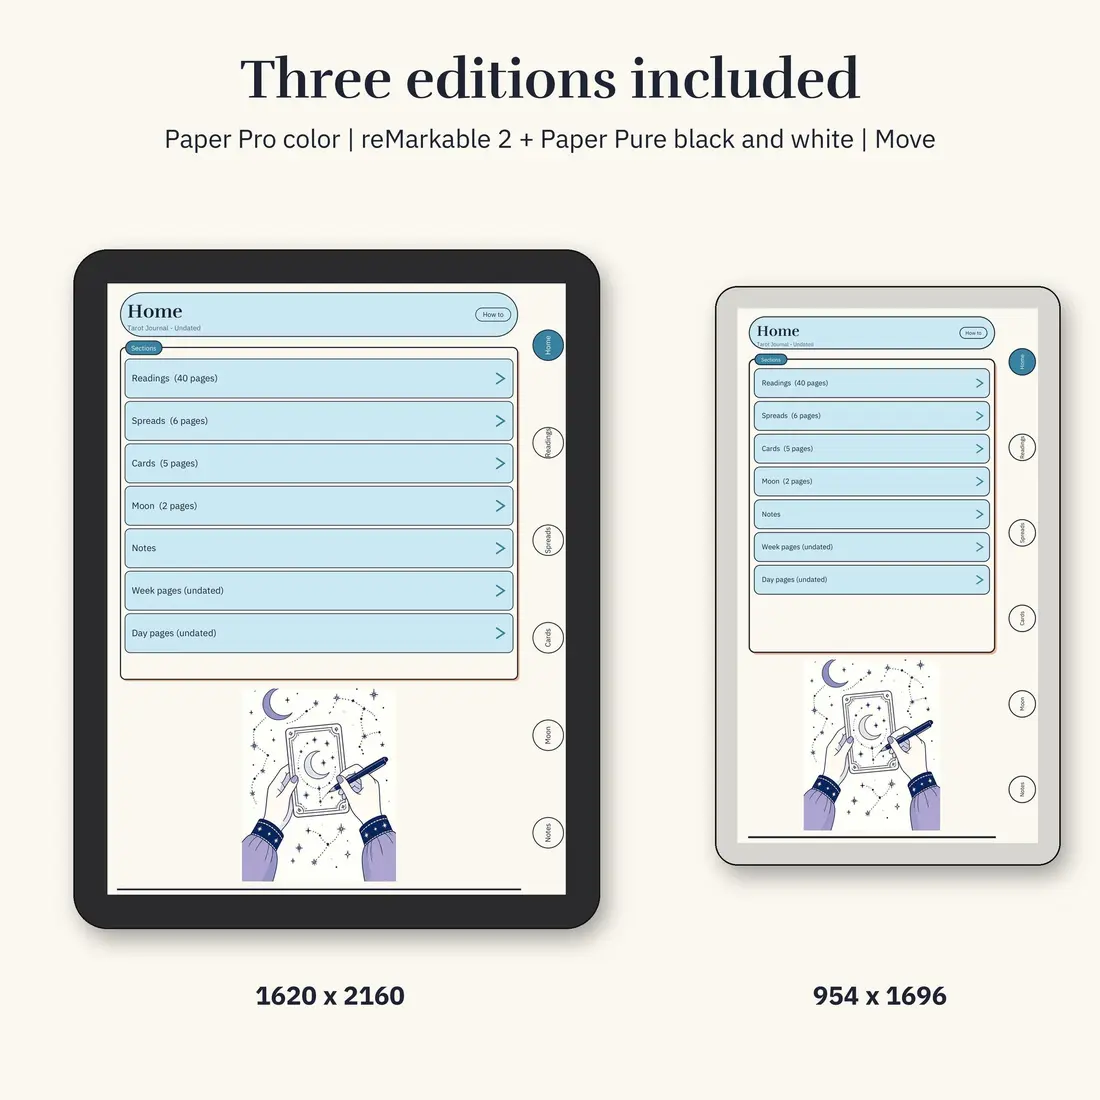 Three editions included
Paper Pro color | reMarkable 2 + Paper Pure black and white | Move
Home
Tarot Journal - Undated
How to
Sections
Readings (40 pages)
Spreads (6 pages)
Cards (5 pages)
Moon (2 pages)
Notes
Week pages (undated)
Day pages (undated)
Home
Readings
Spreads
Cards
Moon
Notes
1620 x 2160
Home
Tarot Journal - Undated
How to
Sections
Readings (40 pages)
Spreads (6 pages)
Cards (5 pages)
Moon (2 pages)
Notes
Week pages (undated)
Day pages (undated)
Home
Readings
Spreads
Cards
Moon
Notes
954 x 1696